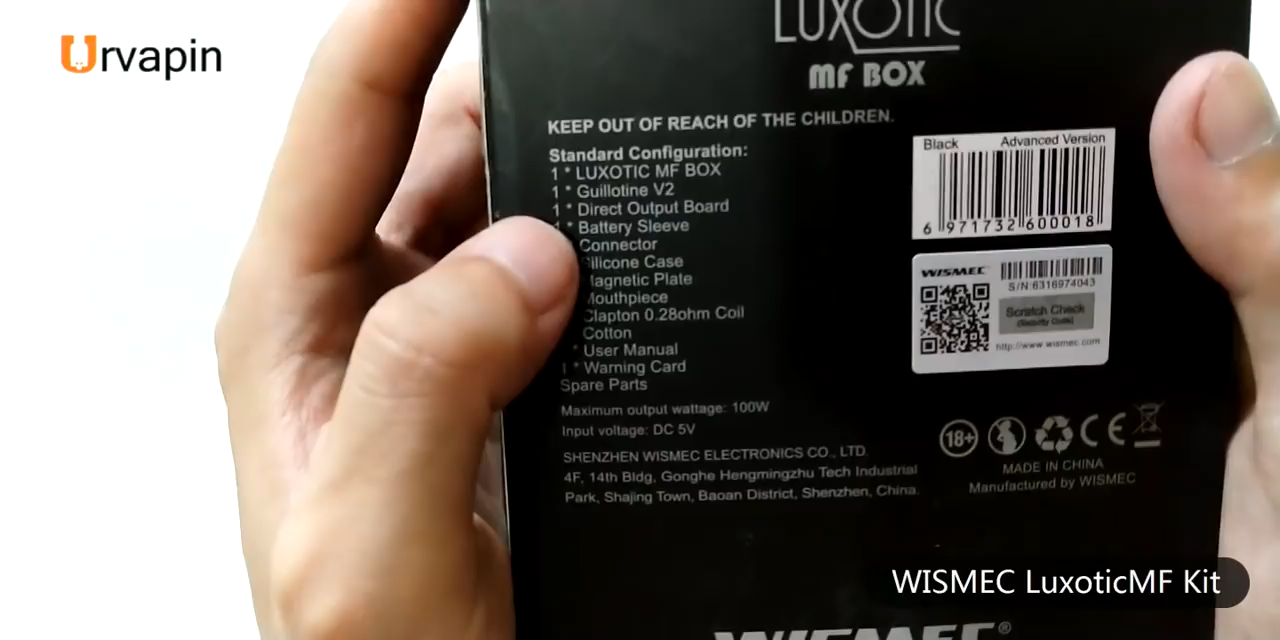 Urvapin
LUXOTIC
MF BOX
KEEP OUT OF REACH OF THE CHILDREN.
Standard Configuration:
1 * LUXOTIC MF BOX
1 * Guillotine V2
1 * Direct Output Board
1 * Battery Sleeve
Connector
Silicone Case
Magnetic Plate
Mouthpiece
Clapton 0.28ohm Coil
Cotton
* User Manual
1 * Warning Card
Spare Parts
Maximum output wattage: 100W
Input voltage: DC 5V
SHENZHEN WISMEC ELECTRONICS CO., LTD.
4F, 14th Bldg, Gonghe Hengmingzhu Tech Industrial
Park, Shajing Town, Baoan District, Shenzhen, China.
Black Advanced Version
6 971732 600018
WISMEC
S/N:6316974043
Scratch Check
(Security Code)
http://www.wismec.com
18+
CE
MADE IN CHINA
Manufactured by WISMEC
WISMEC®
WISMEC LuxoticMF Kit